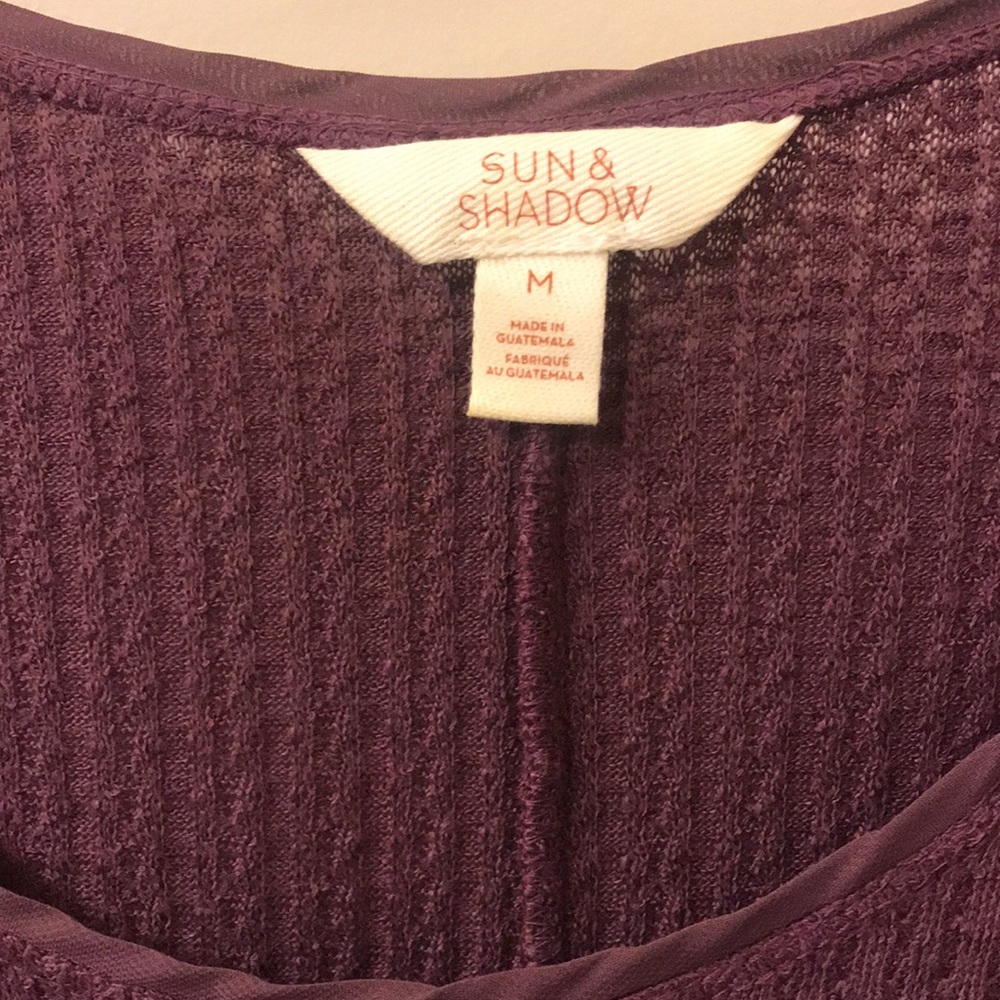 SUN &
SHADOW
M
MADE IN
GUATEMALA
FABRIQUÉ
AU GUATEMALA